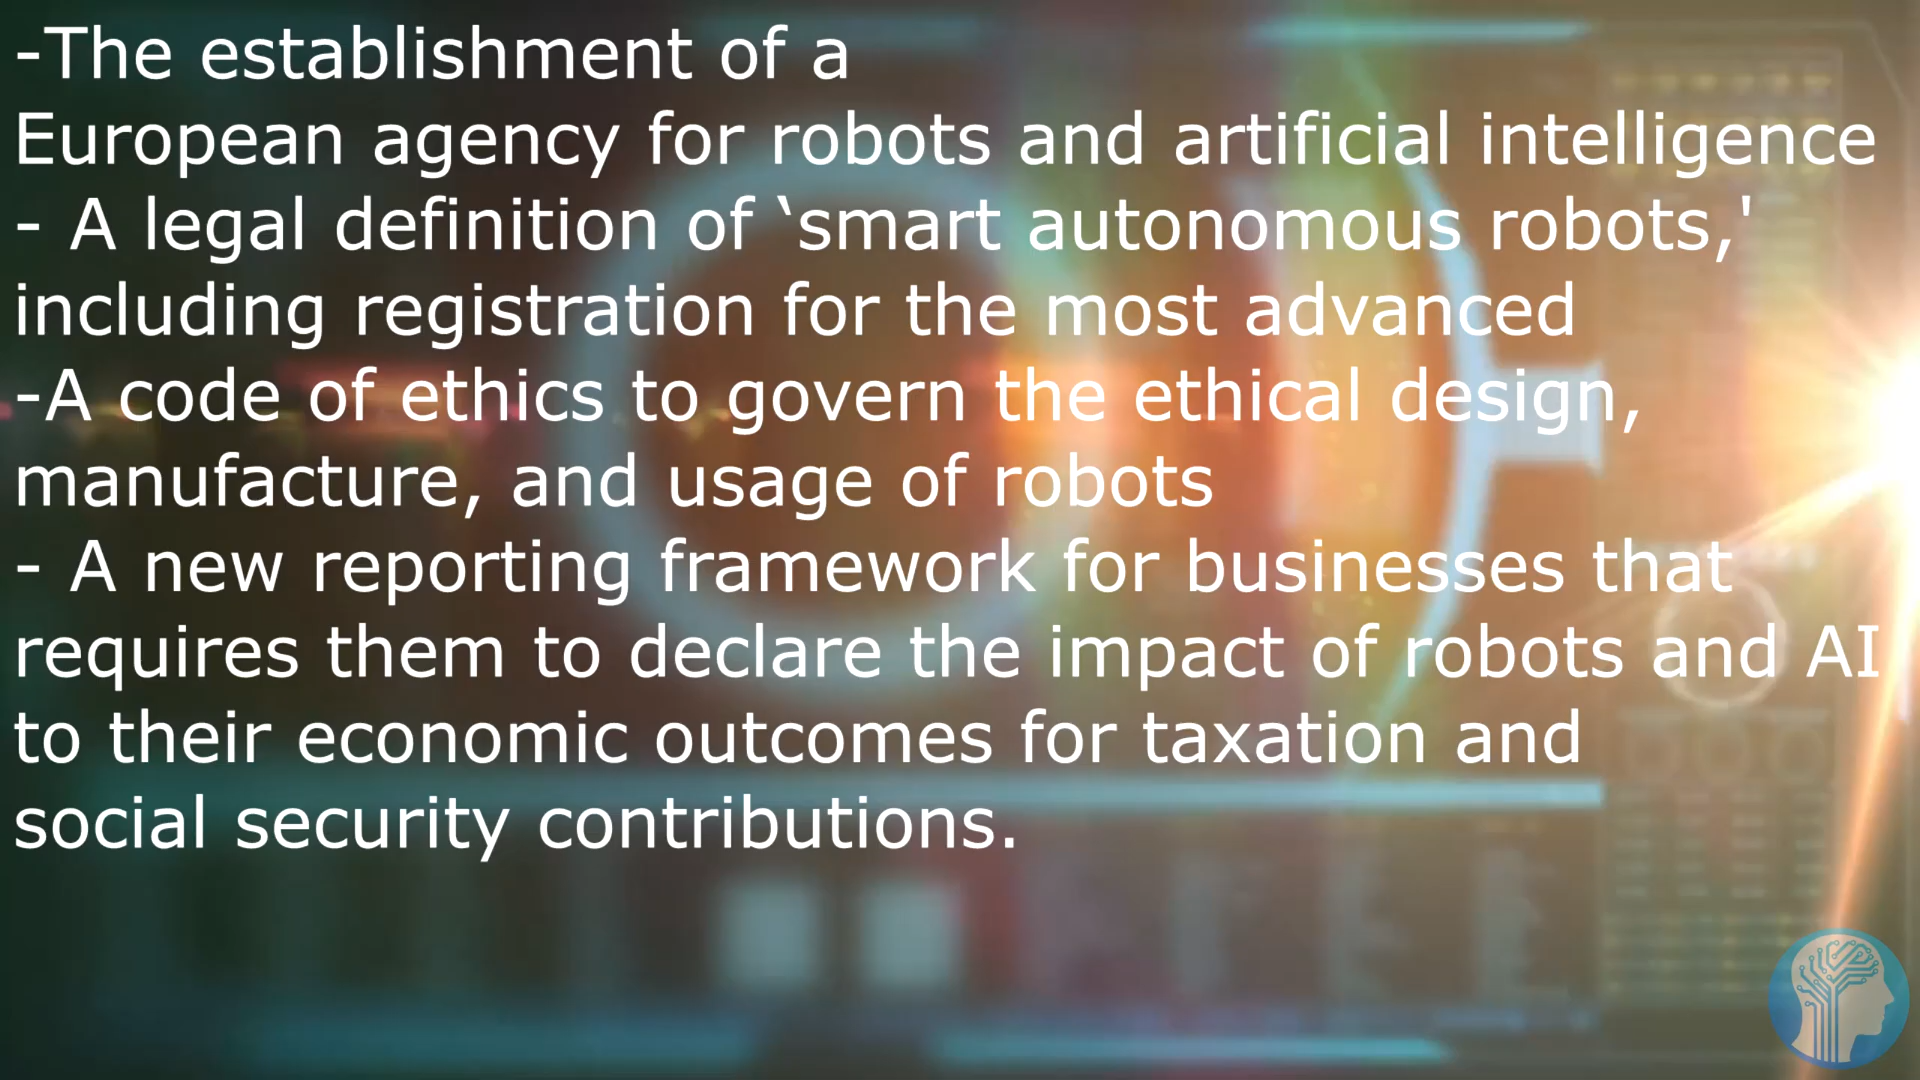 -The establishment of a
European agency for robots and artificial intelligence
- A legal definition of ‘smart autonomous robots,'
including registration for the most advanced
-A code of ethics to govern the ethical design,
manufacture, and usage of robots
- A new reporting framework for businesses that
requires them to declare the impact of robots and AI
to their economic outcomes for taxation and
social security contributions.